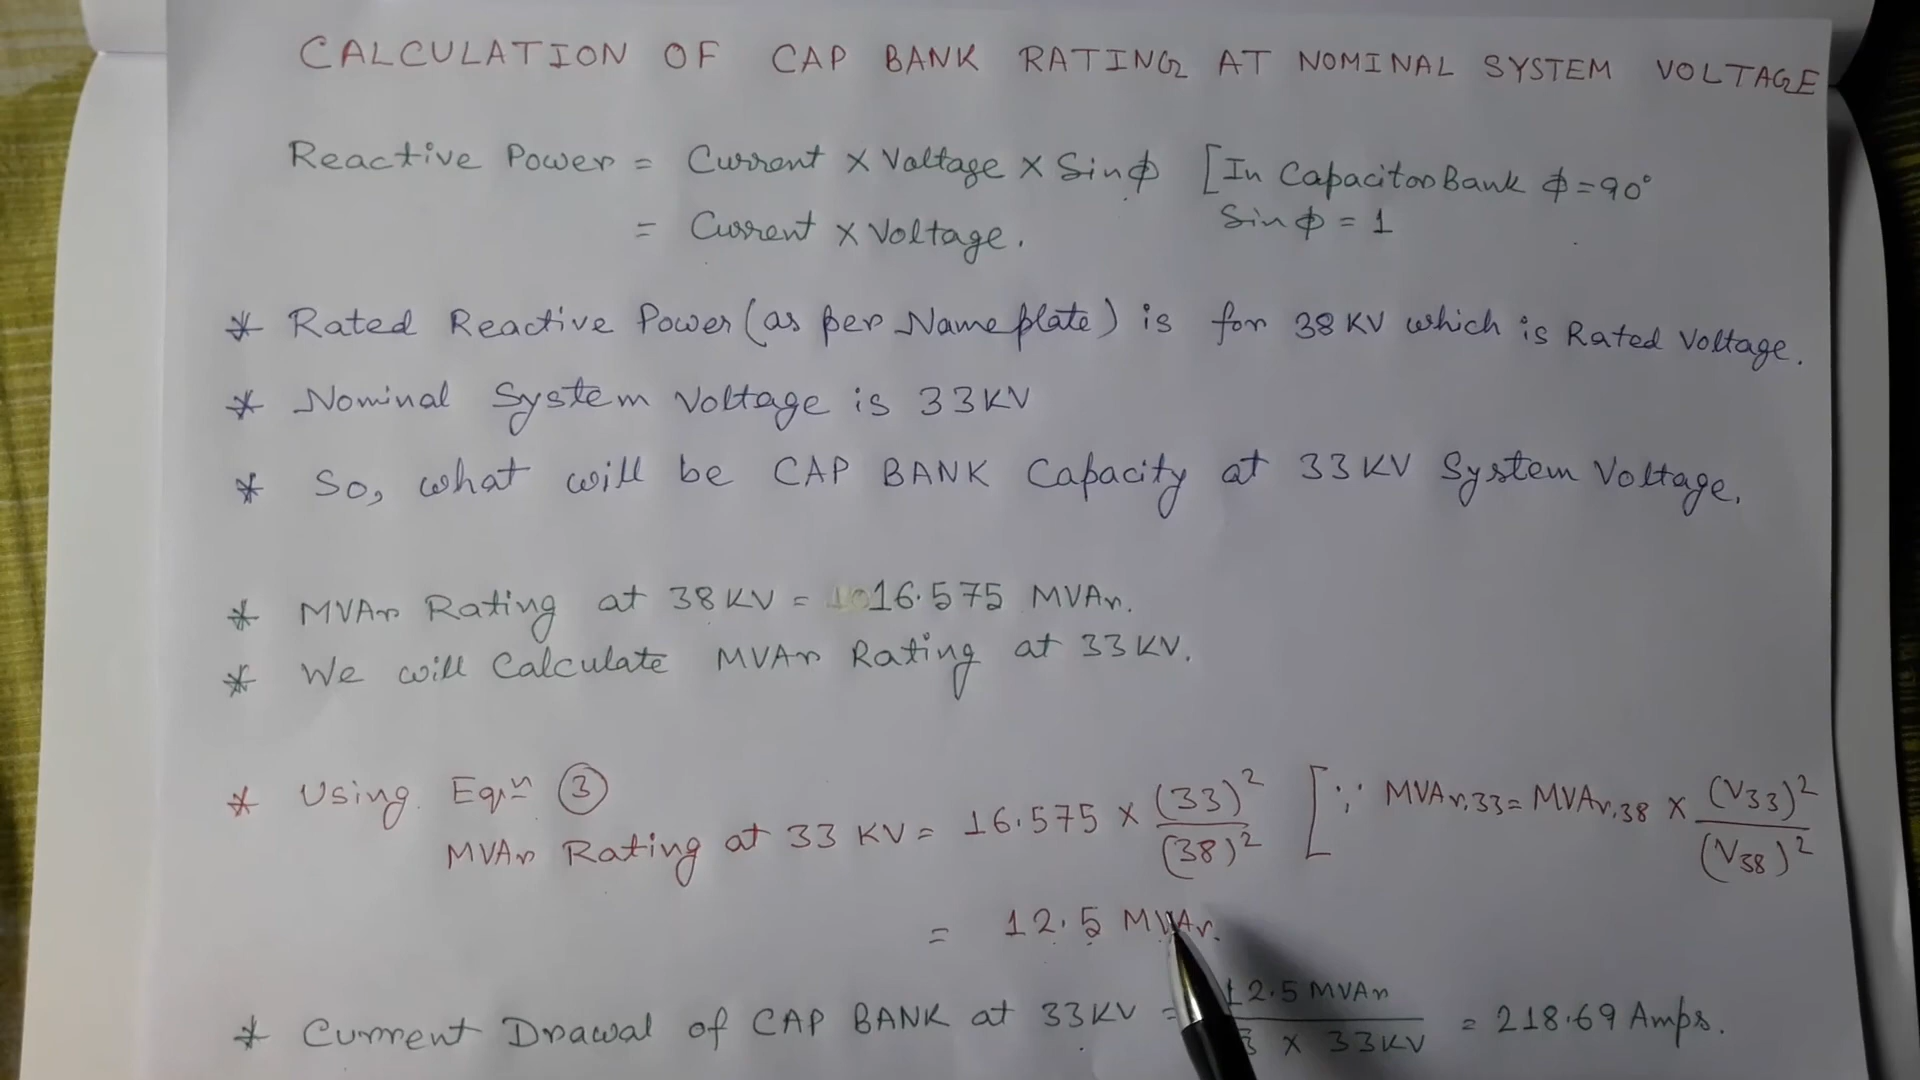 CALCULATION OF CAP BANK RATING AT NOMINAL SYSTEM VOLTAGE
Reactive Power = Current × Voltage × Sinϕ [In Capacitor Bank ϕ = 90°
= Current × Voltage. Sin ϕ = 1
* Rated Reactive Power (as per Nameplate) is for 38 KV which is Rated Voltage.
* Nominal System Voltage is 33KV
* So, what will be CAP BANK Capacity at 33KV System Voltage.
* MVAr Rating at 38KV = 16.575 MVAr.
* We will Calculate MVAr Rating at 33KV.
* Using Eqⁿ ③
MVAr Rating at 33 KV = 16.575 × (33)²/(38)² [∵ MVAr,33 = MVAr,38 × (V33)²/(V38)²
= 12.5 MVAr.
* Current Drawal of CAP BANK at 33KV = 12.5 MVAr / 3 × 33KV = 218.69 Amps.